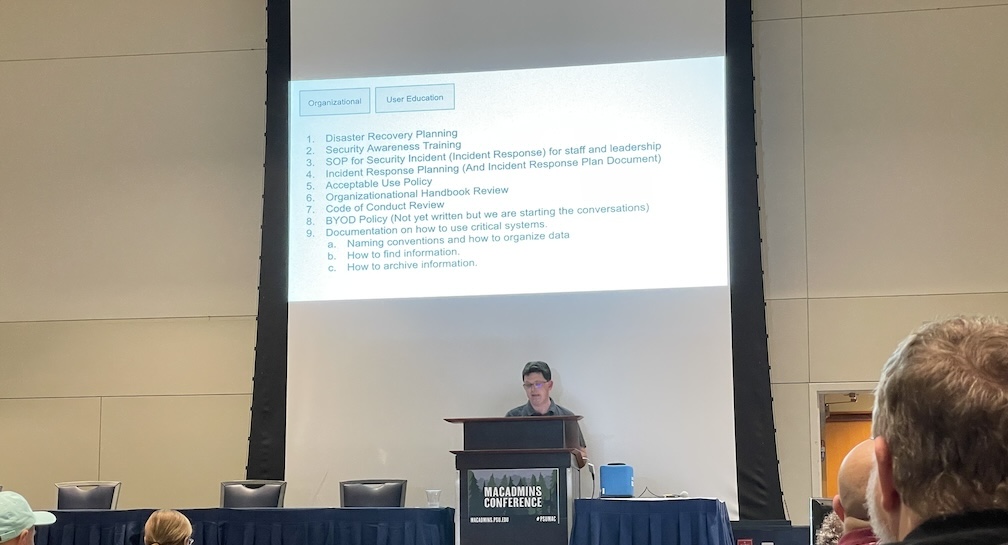 Organizational
User Education
1. Disaster Recovery Planning
2. Security Awareness Training
3. SOP for Security Incident (Incident Response) for staff and leadership
4. Incident Response Planning (And Incident Response Plan Document)
5. Acceptable Use Policy
6. Organizationational Handbook Review
7. Code of Conduct Review
8. BYOD Policy (Not yet written but we are starting the conversations)
9. Documentation on how to use critical systems.
a. Naming conventions and how to organize data
b. How to find information.
c. How to archive information.
MACADMINS
CONFERENCE
MACADMINS.PSU.EDU
#PSUMAC